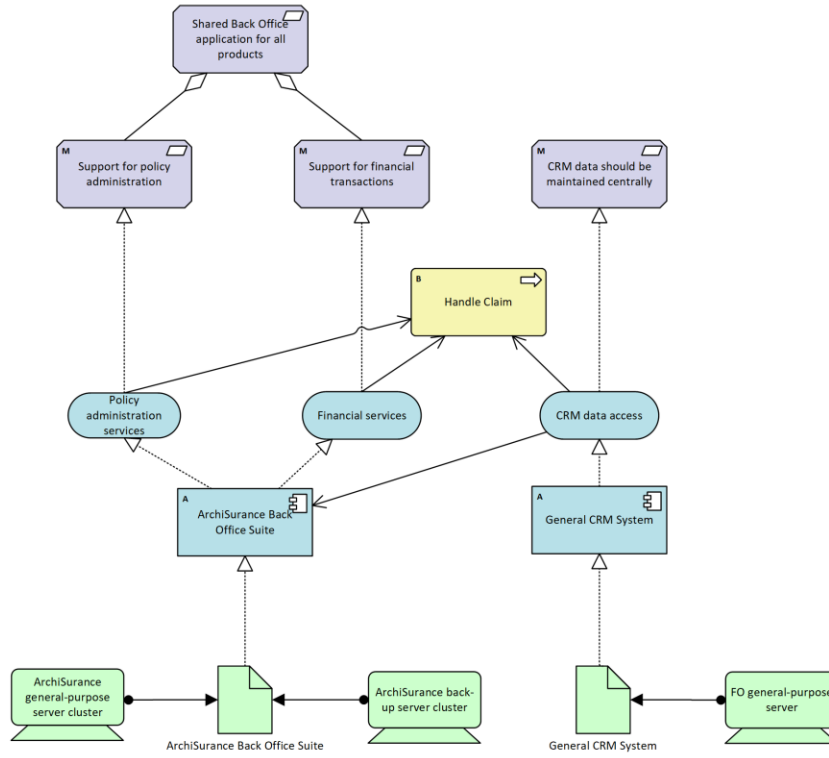 Shared Back Office
application for all
products
M
Support for policy
administration
M
Support for financial
transactions
M
CRM data should be
maintained centrally
B
Handle Claim
Policy
administration
services
Financial services
CRM data access
A
ArchiSurance Back
Office Suite
A
General CRM System
ArchiSurance
general-purpose
server cluster
ArchiSurance Back Office Suite
ArchiSurance back-
up server cluster
General CRM System
FO general-purpose
server